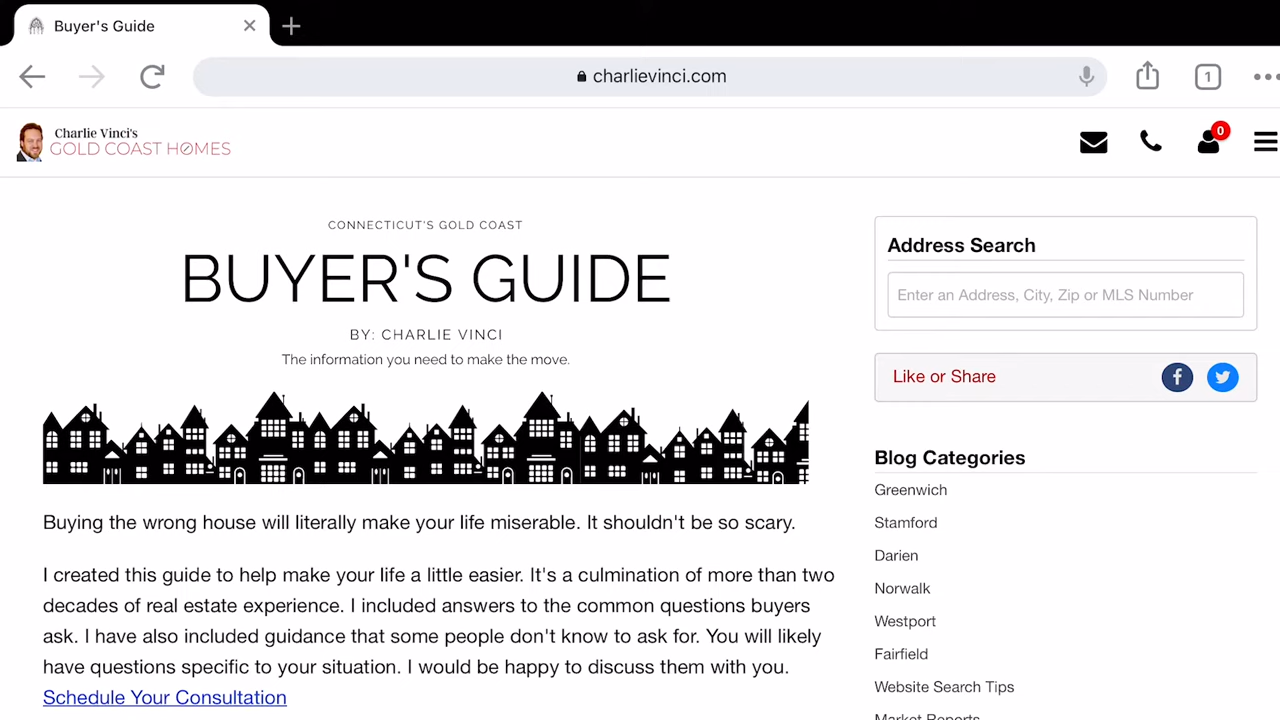 Buyer's Guide
charlievinci.com
1
Charlie Vinci's
GOLD COAST HOMES
0
CONNECTICUT'S GOLD COAST
BUYER'S GUIDE
BY: CHARLIE VINCI
The information you need to make the move.
Buying the wrong house will literally make your life miserable. It shouldn't be so scary.
I created this guide to help make your life a little easier. It's a culmination of more than two
decades of real estate experience. I included answers to the common questions buyers
ask. I have also included guidance that some people don't know to ask for. You will likely
have questions specific to your situation. I would be happy to discuss them with you.
Schedule Your Consultation
Address Search
Enter an Address, City, Zip or MLS Number
Like or Share
Blog Categories
Greenwich
Stamford
Darien
Norwalk
Westport
Fairfield
Website Search Tips
Market Reports